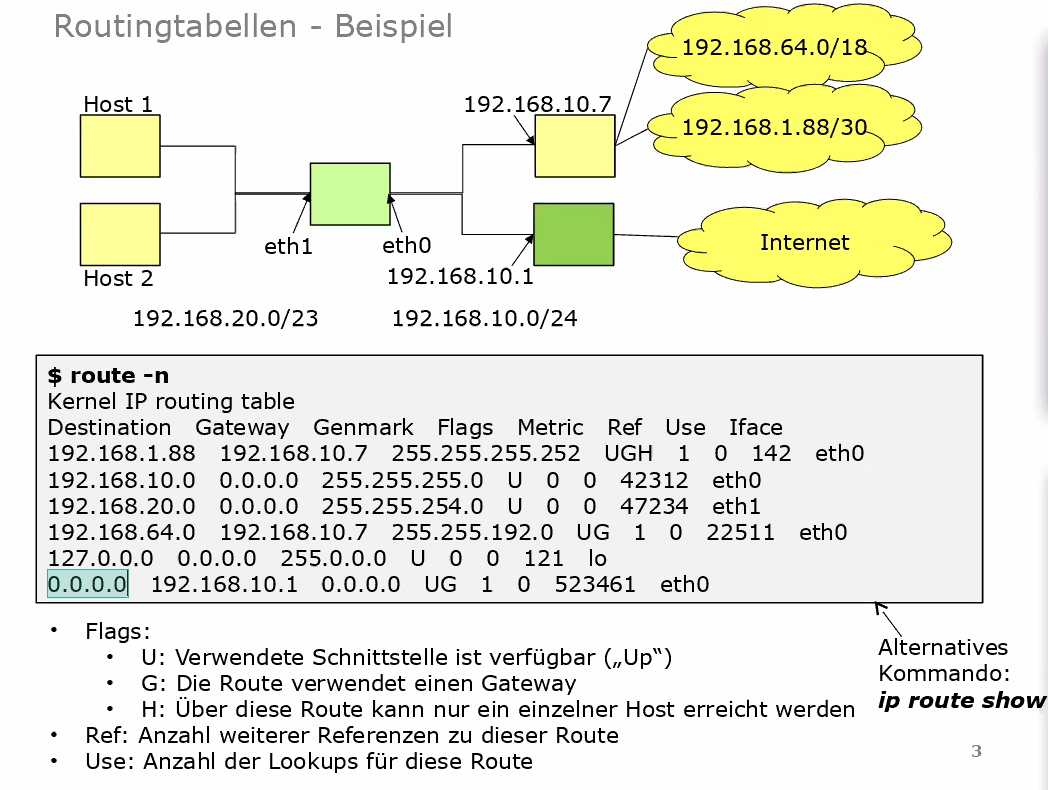 Routingtabellen - Beispiel
192.168.64.0/18
Host 1
192.168.10.7
192.168.1.88/30
eth1
eth0
Internet
Host 2
192.168.10.1
192.168.20.0/23
192.168.10.0/24
$ route -n
Kernel IP routing table
Destination Gateway Genmark Flags Metric Ref Use Iface
192.168.1.88 192.168.10.7 255.255.255.252 UGH 1 0 142 eth0
192.168.10.0 0.0.0.0 255.255.255.0 U 0 0 42312 eth0
192.168.20.0 0.0.0.0 255.255.254.0 U 0 0 47234 eth1
192.168.64.0 192.168.10.7 255.255.192.0 UG 1 0 22511 eth0
127.0.0.0 0.0.0.0 255.0.0.0 U 0 0 121 lo
0.0.0.0 192.168.10.1 0.0.0.0 UG 1 0 523461 eth0
• Flags:
• U: Verwendete Schnittstelle ist verfügbar („Up“)
• G: Die Route verwendet einen Gateway
• H: Über diese Route kann nur ein einzelner Host erreicht werden
• Ref: Anzahl weiterer Referenzen zu dieser Route
• Use: Anzahl der Lookups für diese Route
Alternatives
Kommando:
ip route show
3